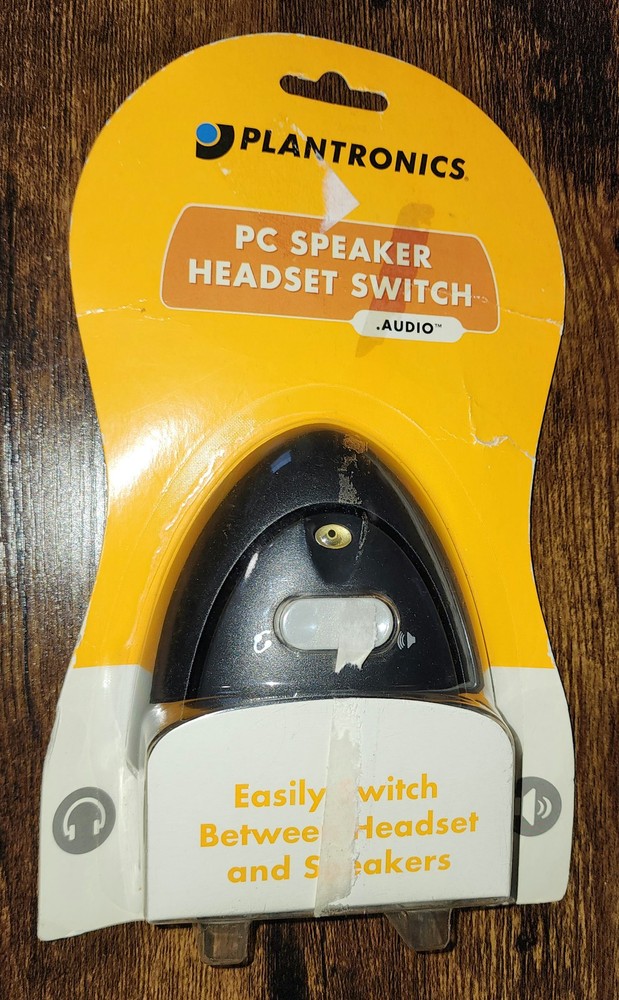 PLANTRONICS
PC SPEAKER
HEADSET SWITCH
.AUDIO™
Easily Switch
Between Headset
and Speakers